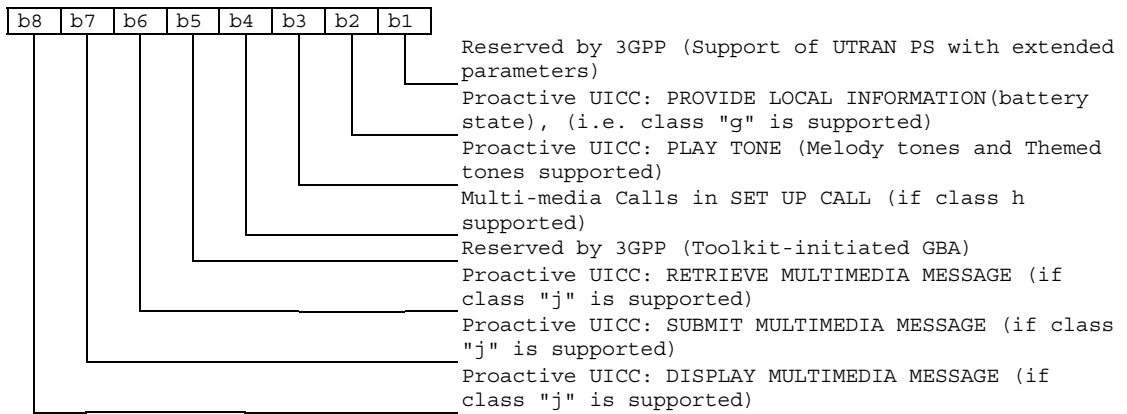 b8 b7 b6 b5 b4 b3 b2 b1
Reserved by 3GPP (Support of UTRAN PS with extended
parameters)
Proactive UICC: PROVIDE LOCAL INFORMATION(battery
state), (i.e. class "g" is supported)
Proactive UICC: PLAY TONE (Melody tones and Themed
tones supported)
Multi-media Calls in SET UP CALL (if class h
supported)
Reserved by 3GPP (Toolkit-initiated GBA)
Proactive UICC: RETRIEVE MULTIMEDIA MESSAGE (if
class "j" is supported)
Proactive UICC: SUBMIT MULTIMEDIA MESSAGE (if class
"j" is supported)
Proactive UICC: DISPLAY MULTIMEDIA MESSAGE (if
class "j" is supported)